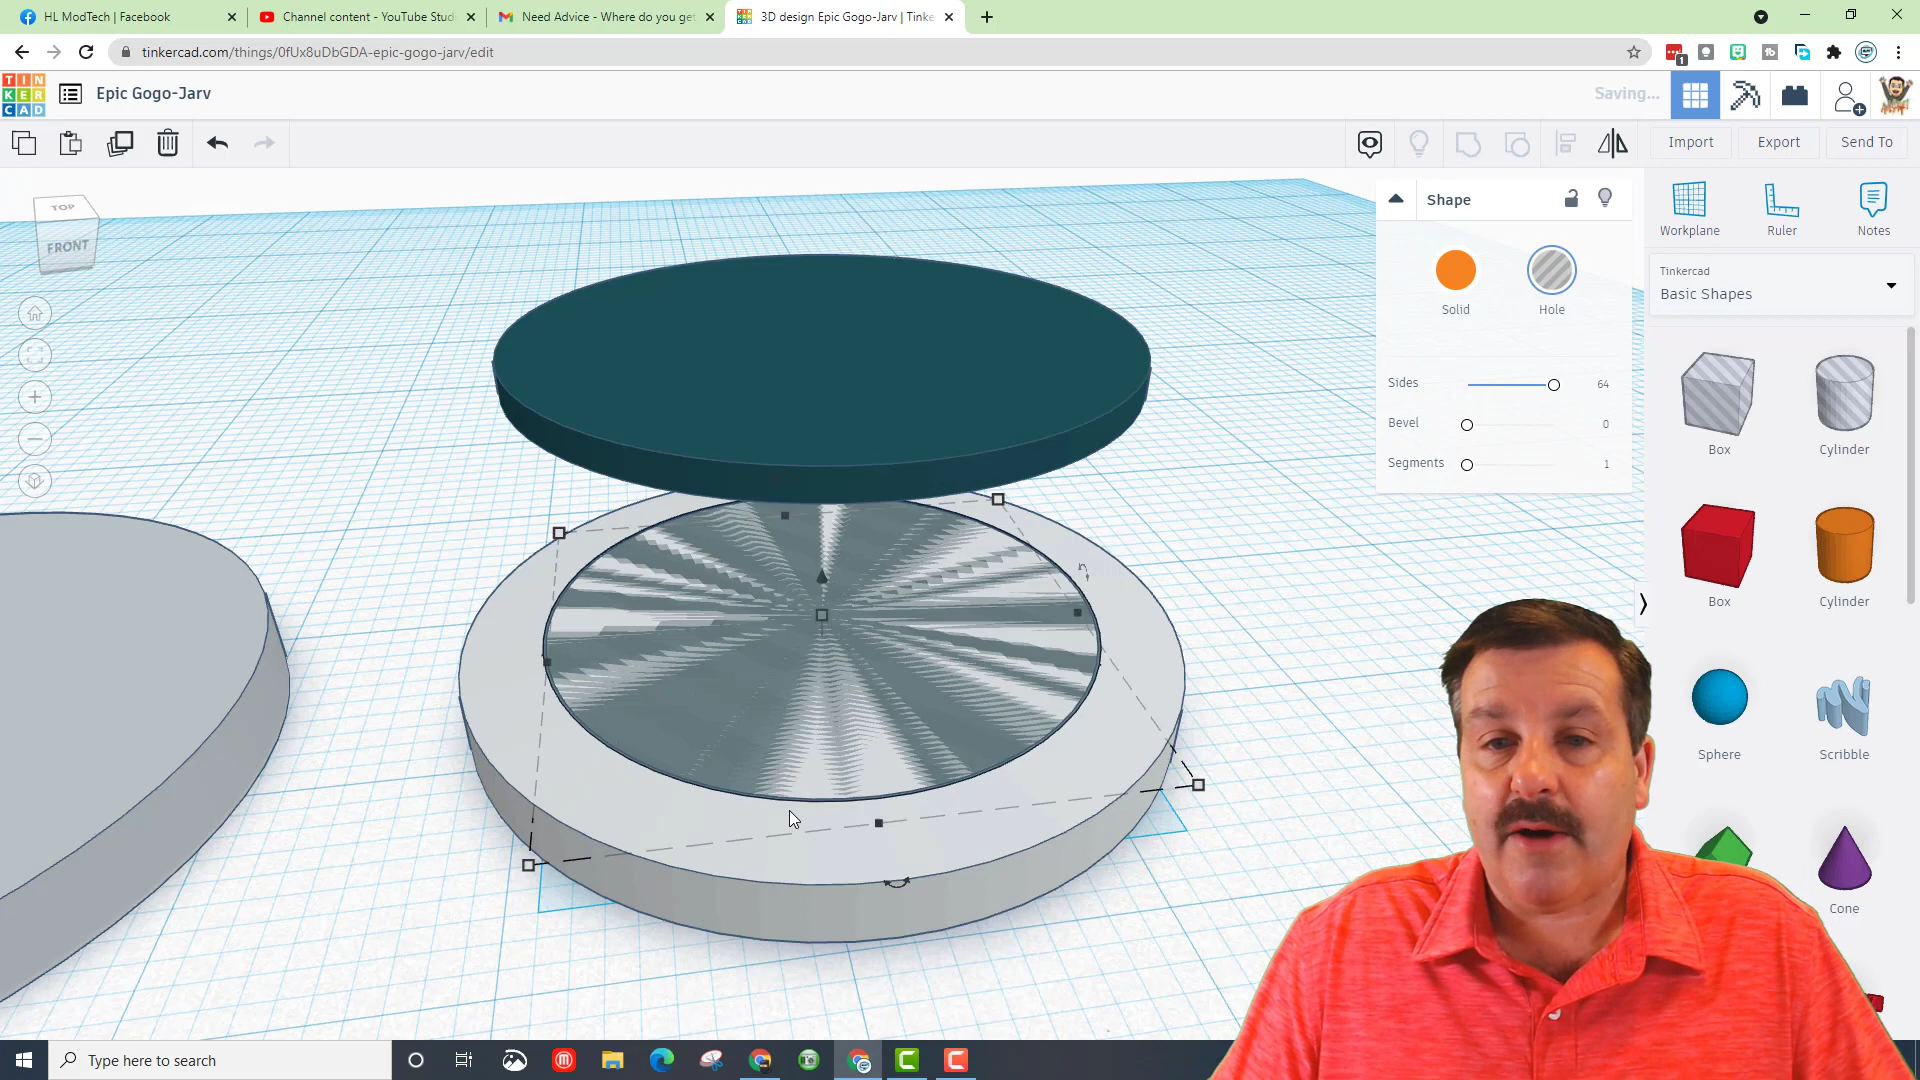 HL ModTech | Facebook
Channel content - YouTube Studi
Need Advice - Where do you get
3D design Epic Gogo-Jarv | Tinke
tinkercad.com/things/0fUx8uDbGDA-epic-gogo-jarv/edit
1
TIN
KER
CAD
Epic Gogo-Jarv
Saving...
Import
Export
Send To
TOP
FRONT
Shape
Solid
Hole
Sides
64
Bevel
0
Segments
1
Workplane
Ruler
Notes
Tinkercad
Basic Shapes
Box
Cylinder
Box
Cylinder
Sphere
Scribble
Cone
Type here to search